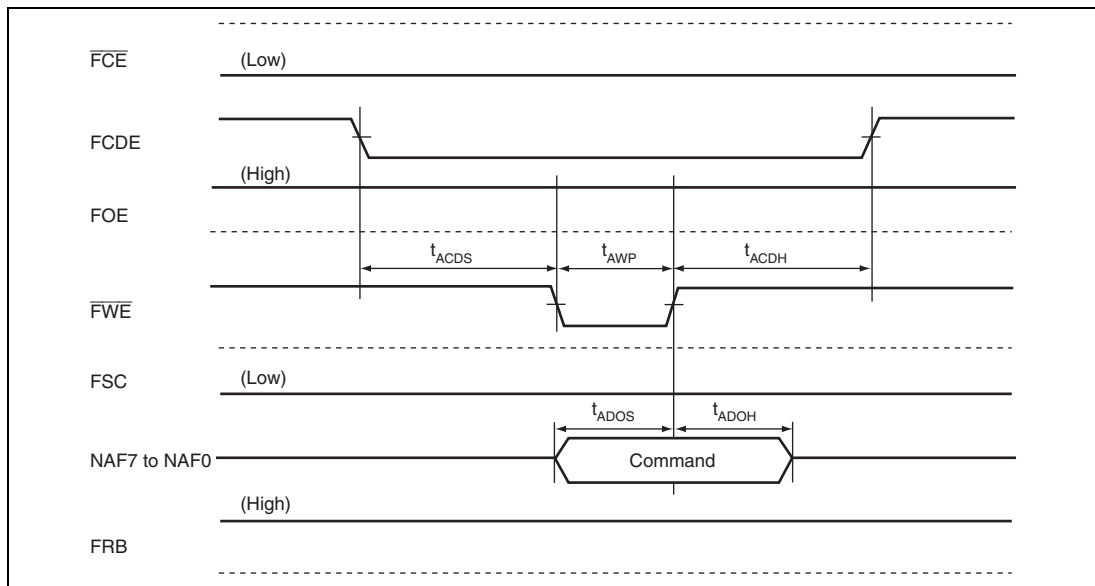 FCE (Low)
FCDE
(High)
FOE
tACDS tAWP tACDH
FWE
FSC (Low)
tADOS tADOH
NAF7 to NAF0 Command
(High)
FRB